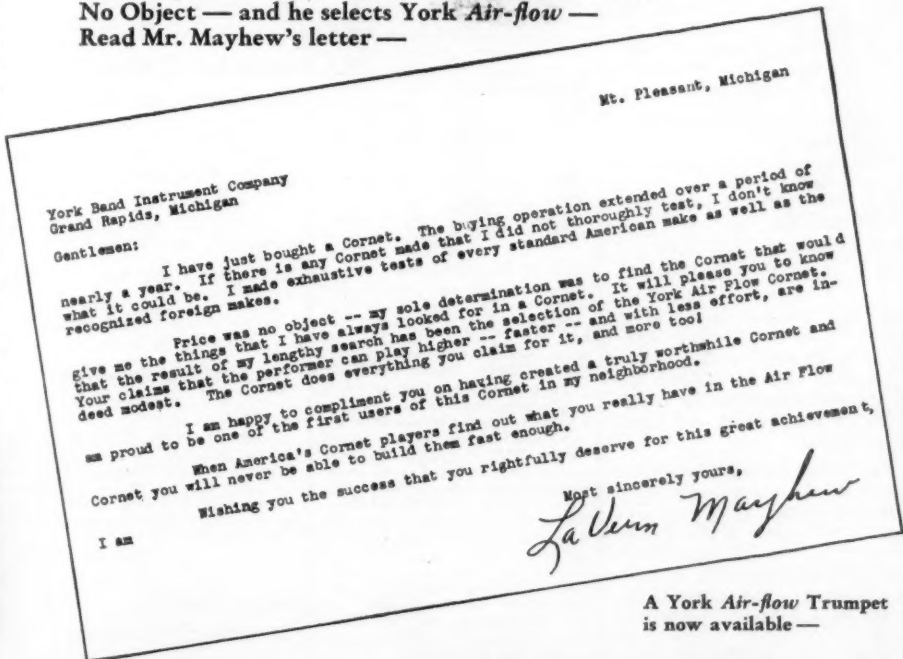 No Object — and he selects York Air-flow —
Read Mr. Mayhew's letter —
Mt. Pleasant, Michigan
York Band Instrument Company
Grand Rapids, Michigan
Gentlemen:
I have just bought a Cornet. The buying operation extended over a period of
nearly a year. If there is any Cornet made that I did not thoroughly test, I don't know
what it could be. I made exhaustive tests of every standard American make as well as the
recognized foreign makes.
Price was no object -- my sole determination was to find the Cornet that would
give me the things that I have always looked for in a Cornet. It will please you to know
that the result of my lengthy search has been the selection of the York Air Flow Cornet.
Your claims that the performer can play higher -- faster -- and with less effort, are in-
deed modest. The Cornet does everything you claim for it, and more too!
I am happy to compliment you on having created a truly worthwhile Cornet and
am proud to be one of the first users of this Cornet in my neighborhood.
When America's Cornet players find out what you really have in the Air Flow
Cornet you will never be able to build them fast enough.
Wishing you the success that you rightfully deserve for this great achievement,
I am
Most sincerely yours,
LaVern Mayhew
A York Air-flow Trumpet
is now available —